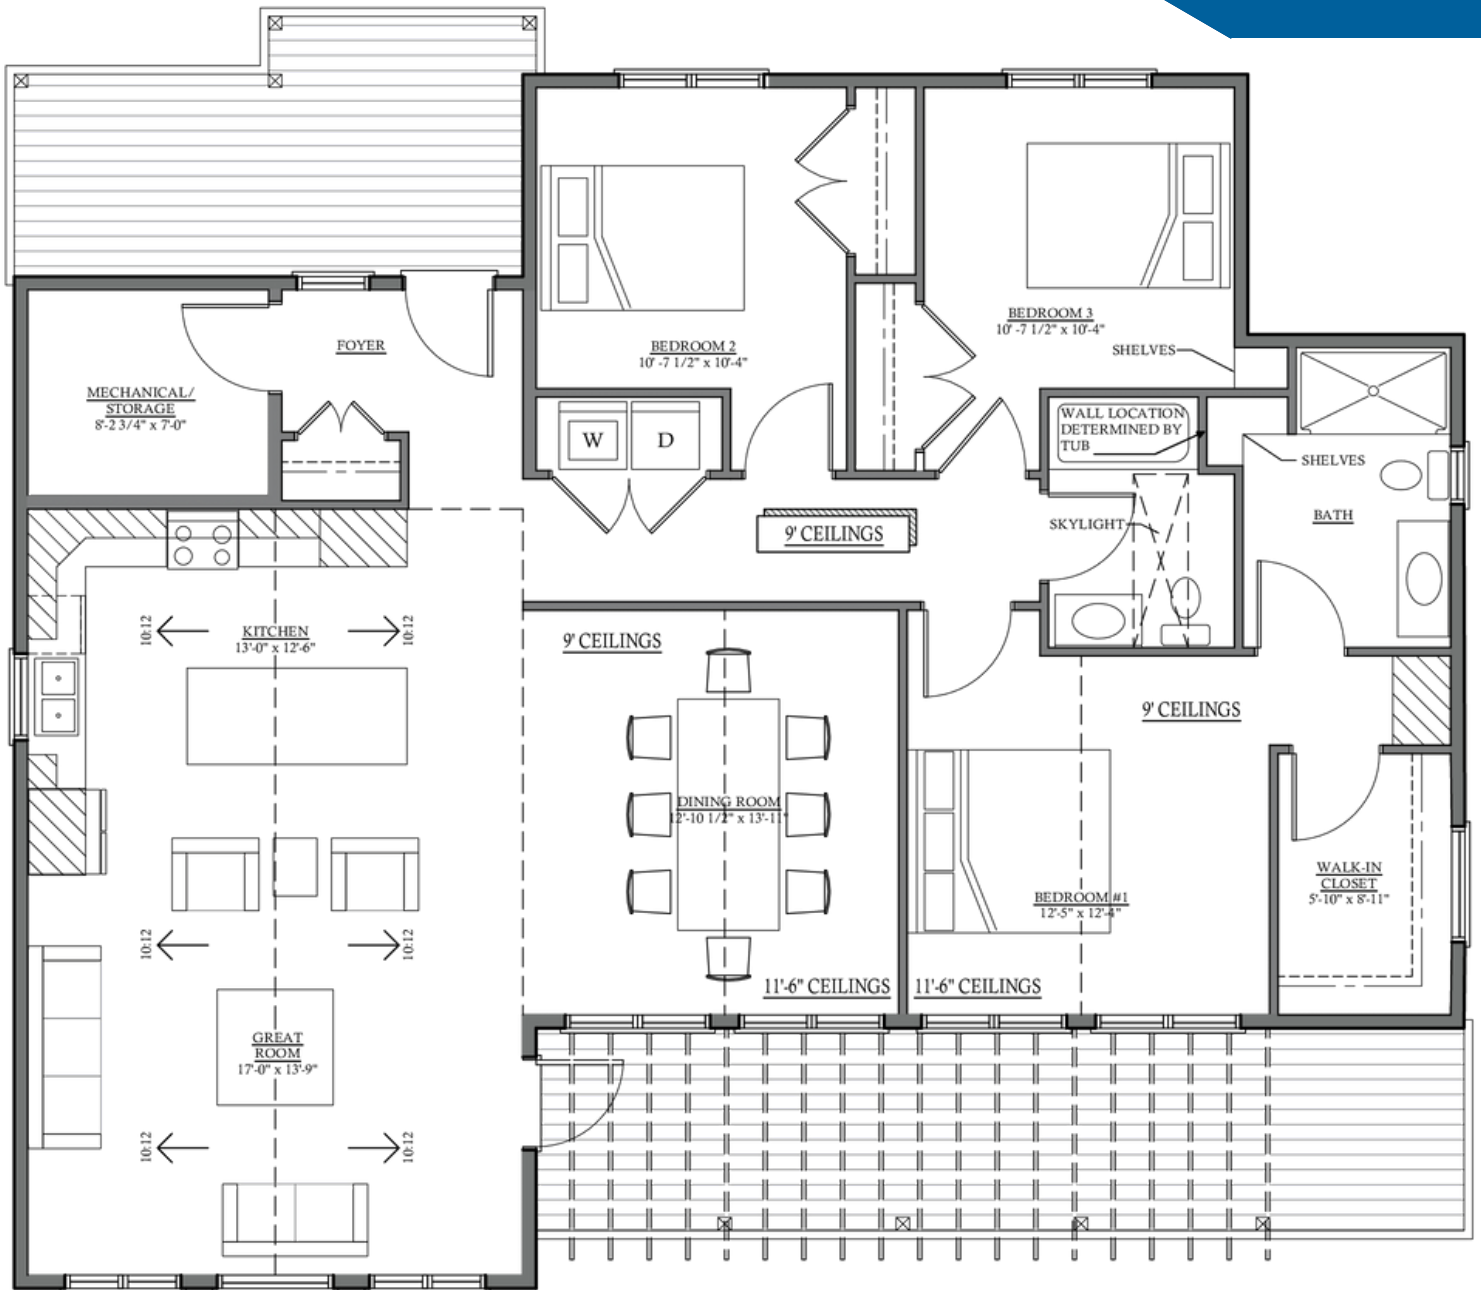 BEDROOM 3
10' -7 1/2" x 10'-4"
BEDROOM 2
10' -7 1/2" x 10'-4"
FOYER
SHELVES
MECHANICAL/
STORAGE
8'-2 3/4" x 7'-0"
W
D
WALL LOCATION
DETERMINED BY
TUB
SHELVES
BATH
SKYLIGHT
9' CEILINGS
10:12
KITCHEN
13'-0" x 12'-6"
10:12
9' CEILINGS
9' CEILINGS
DINING ROOM
12'-10 1/2" x 13'-11"
WALK-IN
CLOSET
5'-10" x 8'-11"
BEDROOM #1
12'-5" x 12'-4"
10:12
10:12
11'-6" CEILINGS
11'-6" CEILINGS
GREAT
ROOM
17'-0" x 13'-9"
10:12
10:12